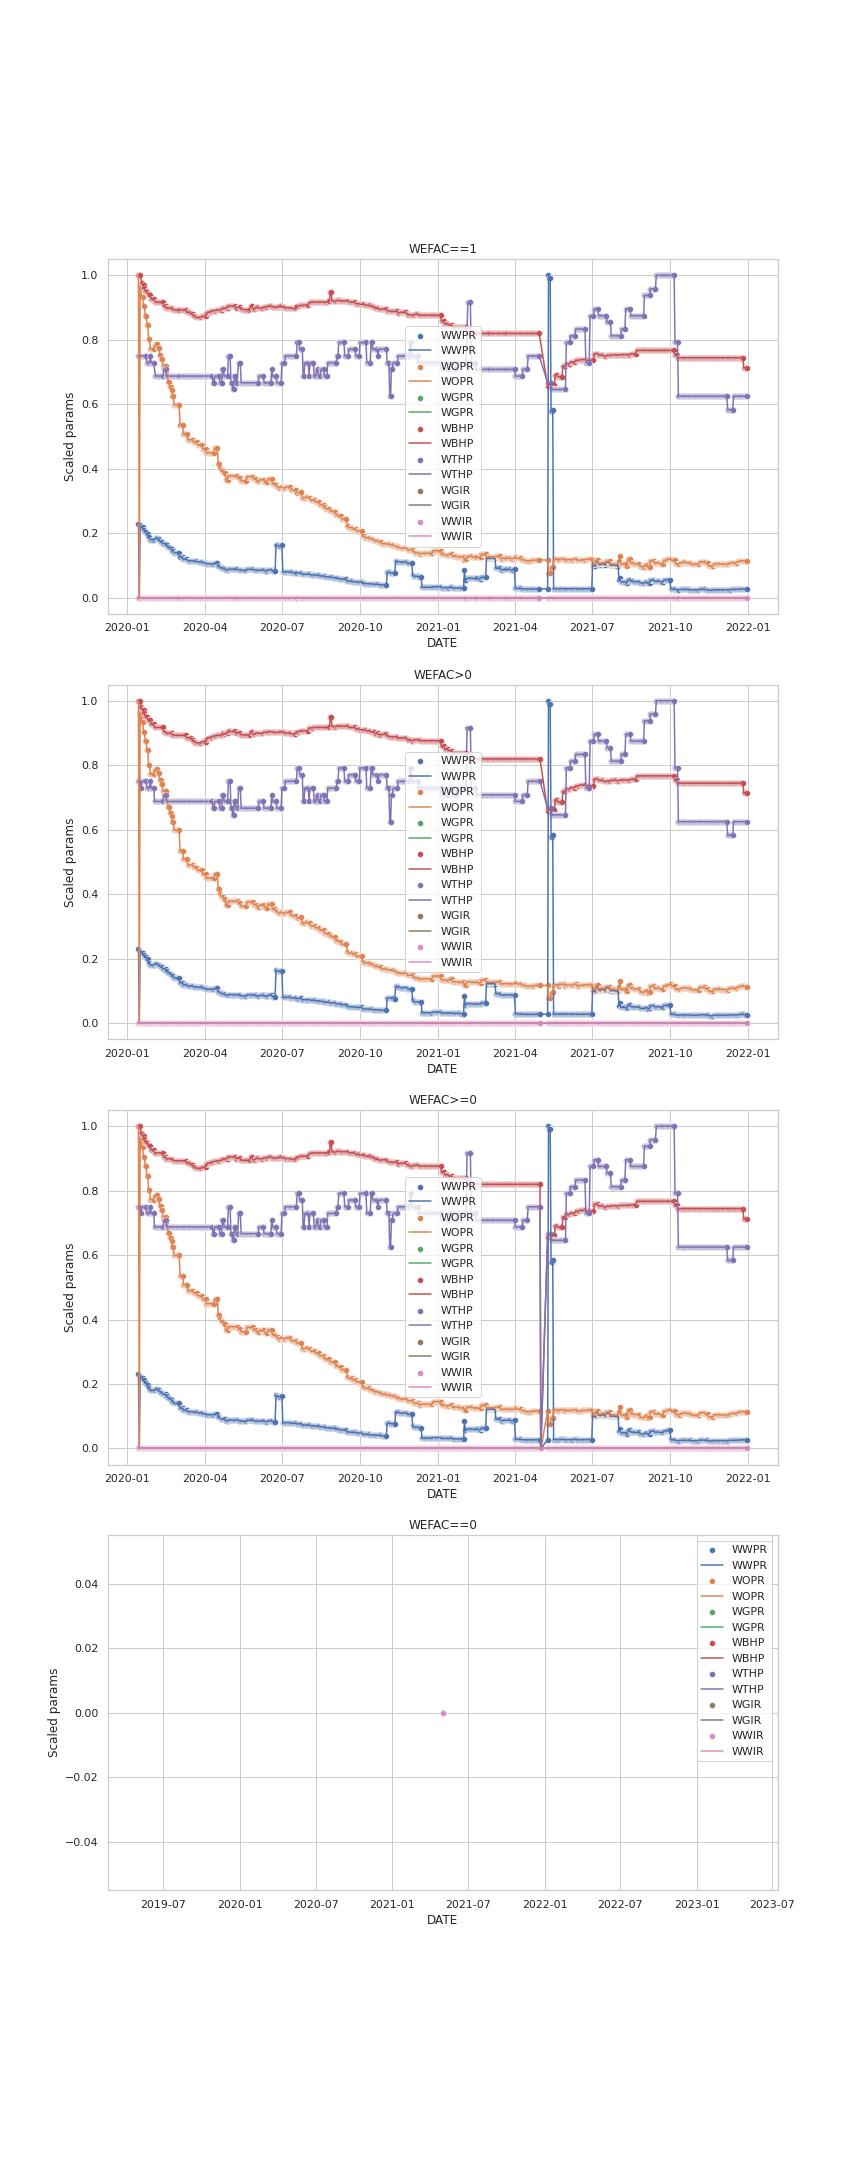 WEFAC==1
1.0
0.8
0.6
0.4
0.2
0.0
Scaled params
WWPR
WWPR
WOPR
WOPR
WGPR
WGPR
WBHP
WBHP
WTHP
WTHP
WGIR
WGIR
WWIR
WWIR
2020-01 2020-04 2020-07 2020-10 2021-01 2021-04 2021-07 2021-10 2022-01
DATE
WEFAC>0
1.0
0.8
0.6
0.4
0.2
0.0
Scaled params
WWPR
WWPR
WOPR
WOPR
WGPR
WGPR
WBHP
WBHP
WTHP
WTHP
WGIR
WGIR
WWIR
WWIR
2020-01 2020-04 2020-07 2020-10 2021-01 2021-04 2021-07 2021-10 2022-01
DATE
WEFAC>=0
1.0
0.8
0.6
0.4
0.2
0.0
Scaled params
WWPR
WWPR
WOPR
WOPR
WGPR
WGPR
WBHP
WBHP
WTHP
WTHP
WGIR
WGIR
WWIR
WWIR
2020-01 2020-04 2020-07 2020-10 2021-01 2021-04 2021-07 2021-10 2022-01
DATE
WEFAC==0
0.04
0.02
0.00
−0.02
−0.04
Scaled params
WWPR
WWPR
WOPR
WOPR
WGPR
WGPR
WBHP
WBHP
WTHP
WTHP
WGIR
WGIR
WWIR
WWIR
2019-07 2020-01 2020-07 2021-01 2021-07 2022-01 2022-07 2023-01 2023-07
DATE